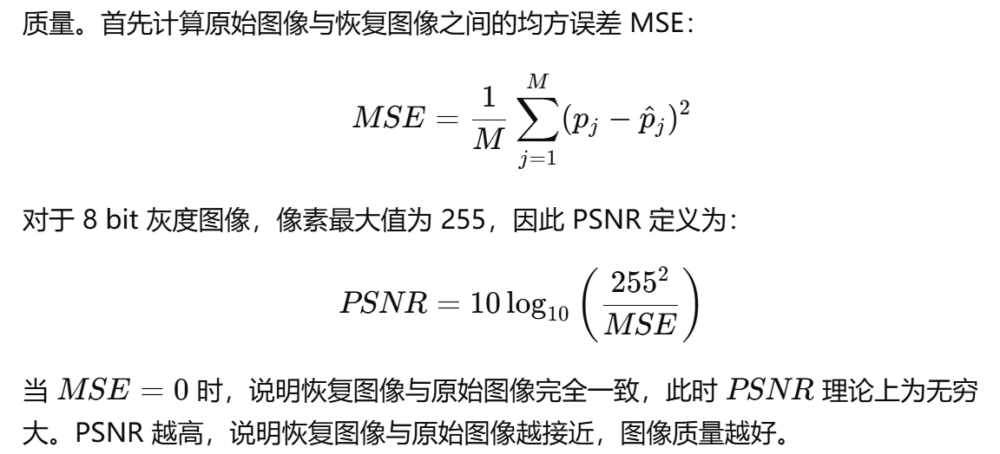 质量。首先计算原始图像与恢复图像之间的均方误差 MSE：
$MSE = \frac{1}{M} \sum_{j=1}^{M} (p_j - \hat{p}_j)^2$
对于 8 bit 灰度图像，像素最大值为 255，因此 PSNR 定义为：
$PSNR = 10 \log_{10} \left( \frac{255^2}{MSE} \right)$
当 $MSE = 0$ 时，说明恢复图像与原始图像完全一致，此时 $PSNR$ 理论上为无穷
大。PSNR 越高，说明恢复图像与原始图像越接近，图像质量越好。